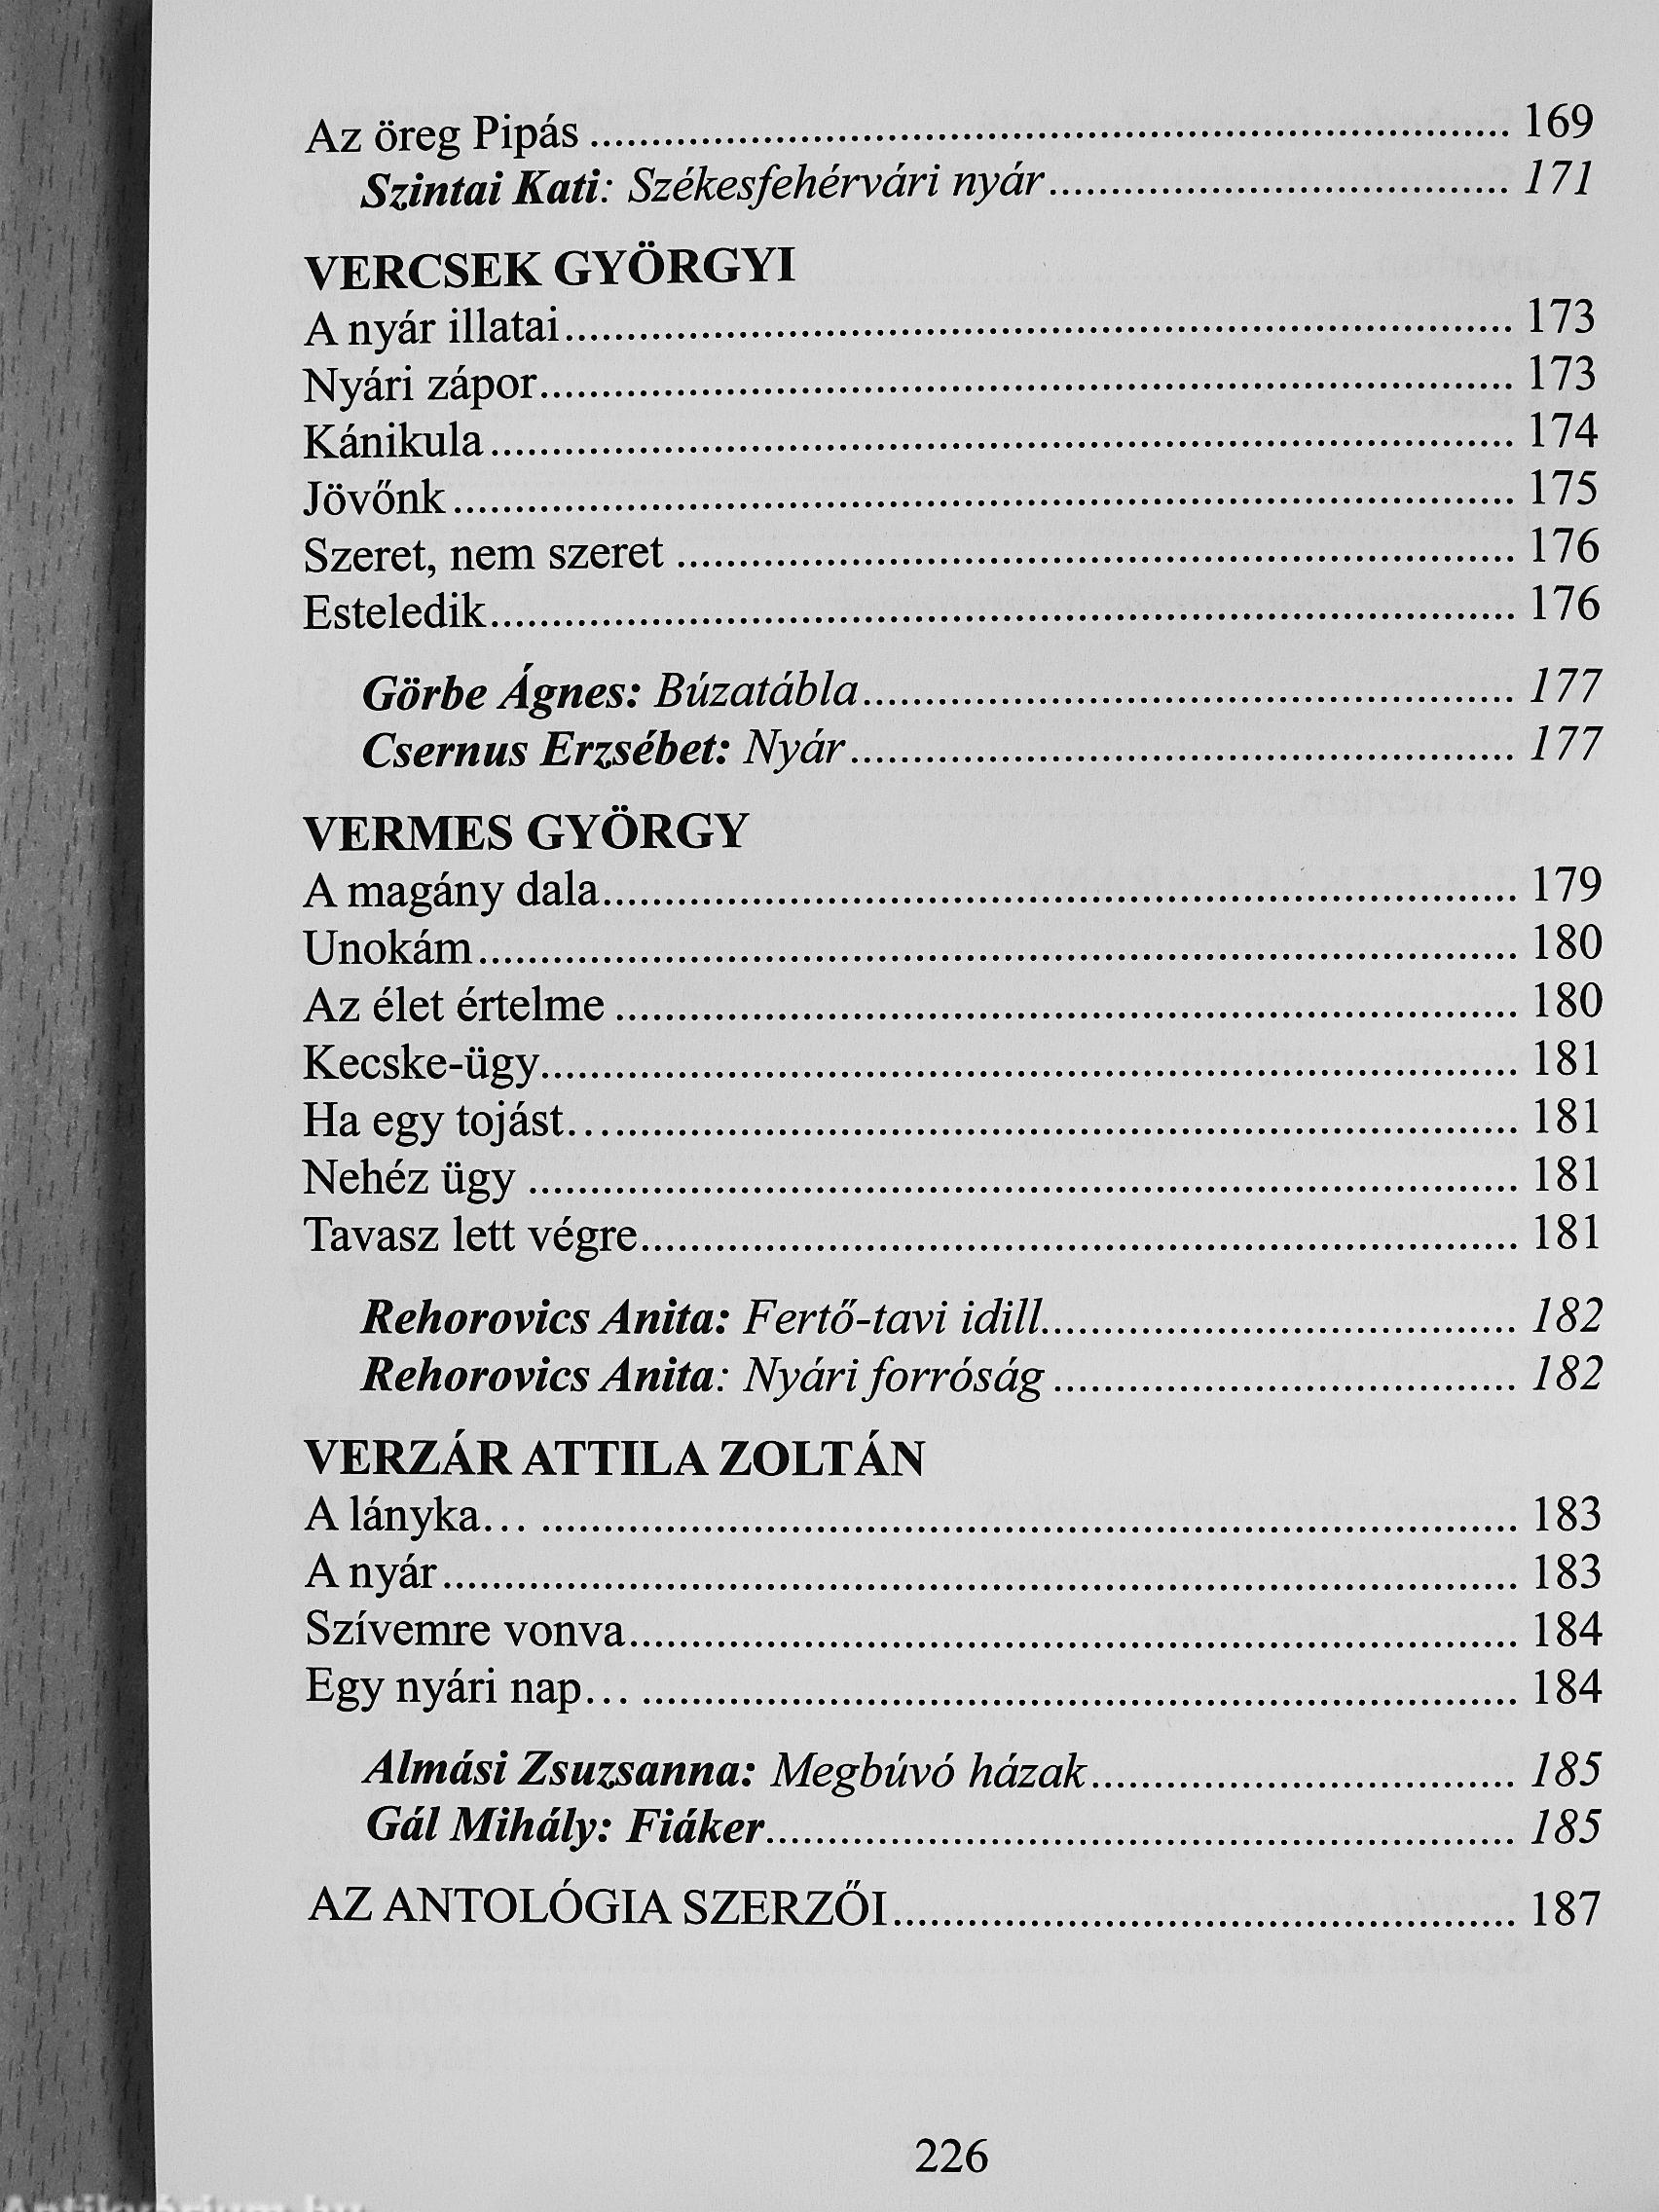 Az öreg Pipás ........ 169
Szintai Kati: Székesfehérvári nyár ........ 171
VERCSEK GYÖRGYI
A nyár illatai ........ 173
Nyári zápor ........ 173
Kánikula ........ 174
Jövőnk ........ 175
Szeret, nem szeret ........ 176
Esteledik ........ 176
Görbe Ágnes: Búzatábla ........ 177
Csernus Erzsébet: Nyár ........ 177
VERMES GYÖRGY
A magány dala ........ 179
Unokám ........ 180
Az élet értelme ........ 180
Kecske-ügy ........ 181
Ha egy tojást… ........ 181
Nehéz ügy ........ 181
Tavasz lett végre ........ 181
Rehorovics Anita: Fertő-tavi idill ........ 182
Rehorovics Anita: Nyári forróság ........ 182
VERZÁR ATTILA ZOLTÁN
A lányka… ........ 183
A nyár ........ 183
Szívemre vonva ........ 184
Egy nyári nap… ........ 184
Almási Zsuzsanna: Megbúvó házak ........ 185
Gál Mihály: Fiáker ........ 185
AZ ANTOLÓGIA SZERZŐI ........ 187
226